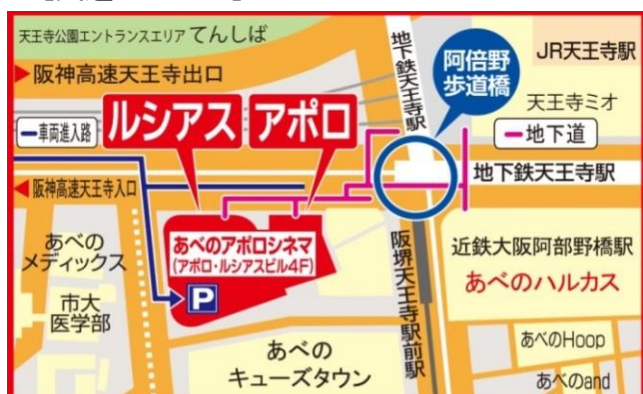 天王寺公園エントランスエリア てんしば
阪神高速天王寺出口
地下鉄天王寺駅
阿倍野
歩道橋
JR天王寺駅
天王寺ミオ
車両進入路
ルシアス
アポロ
地下道
阪神高速天王寺入口
地下鉄天王寺駅
あべの
メディックス
あべのアポロシネマ
(アポロ・ルシアスビル4F)
P
市大
医学部
阪堺天王寺駅前駅
近鉄大阪阿部野橋駅
あべのハルカス
あべの
キューズタウン
あべのHoop
あべのand